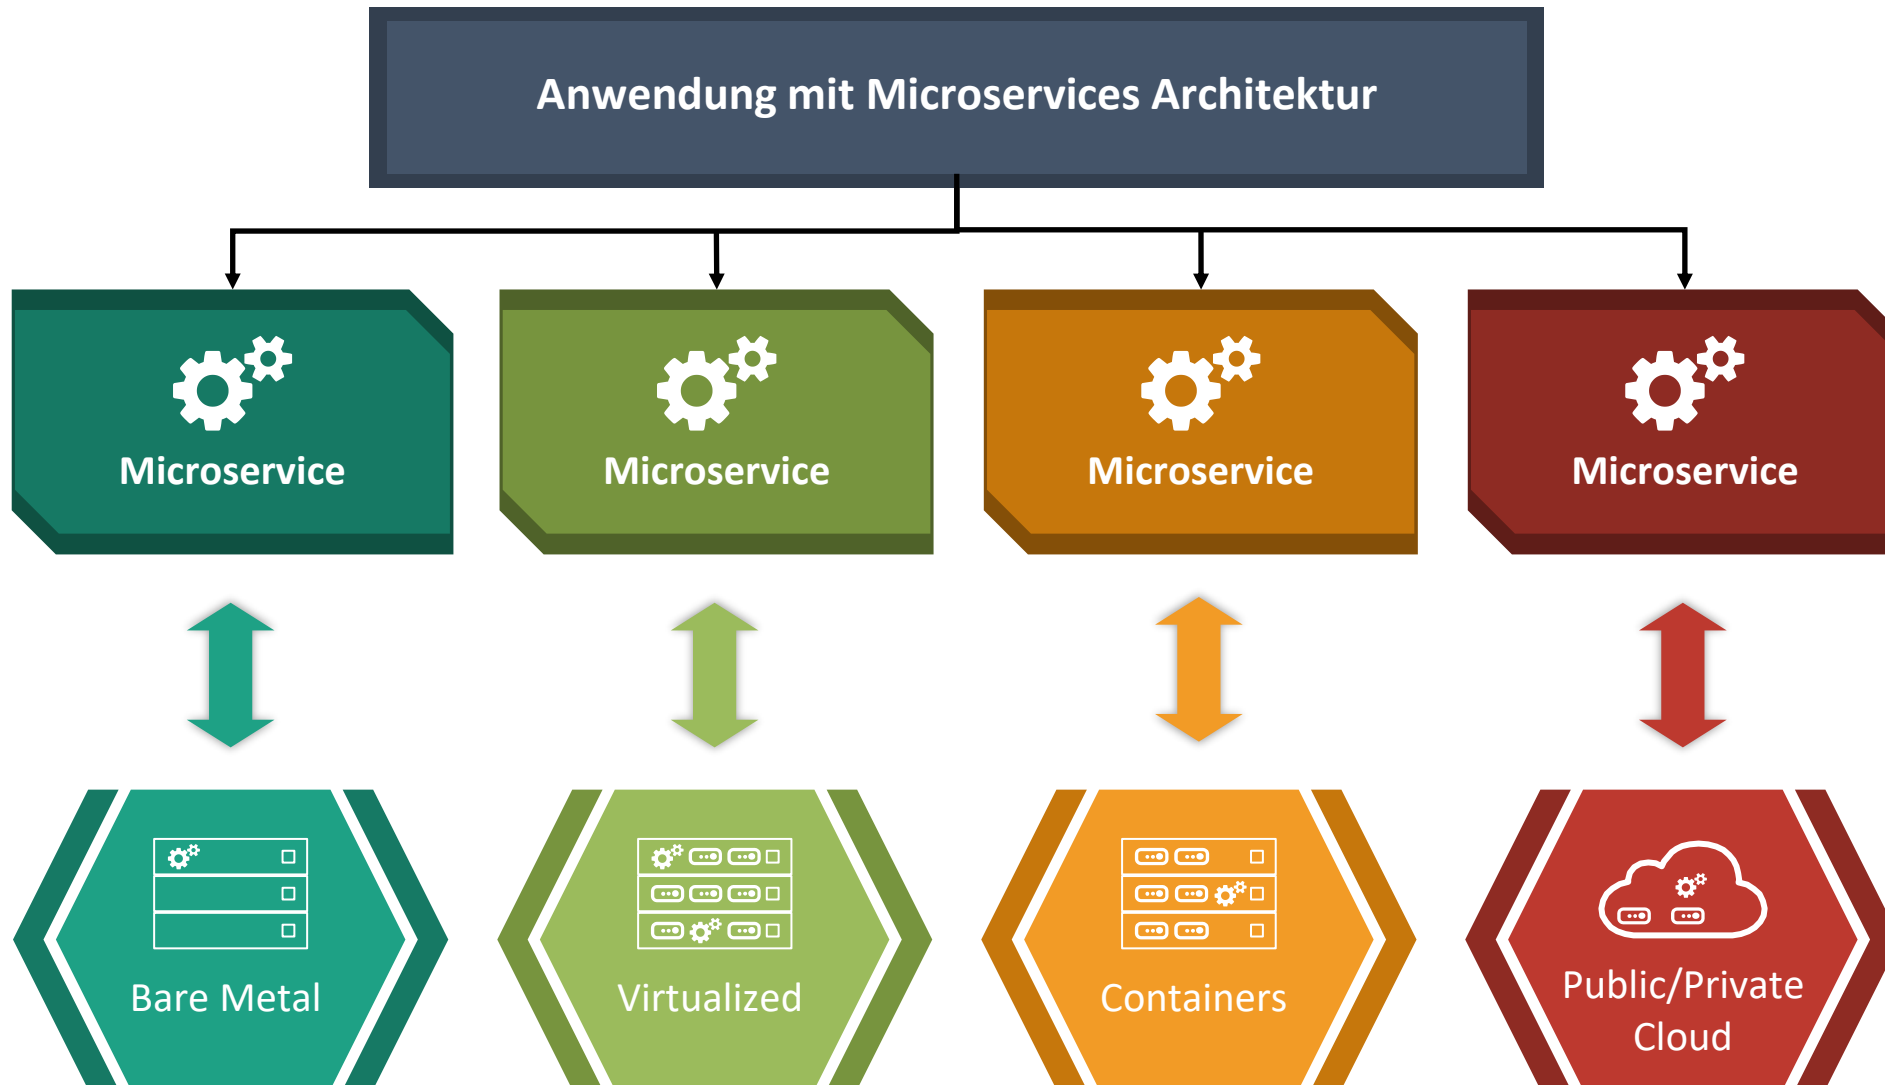 Anwendung mit Microservices Architektur
Microservice
Microservice
Microservice
Microservice
Bare Metal
Virtualized
Containers
Public/Private
Cloud